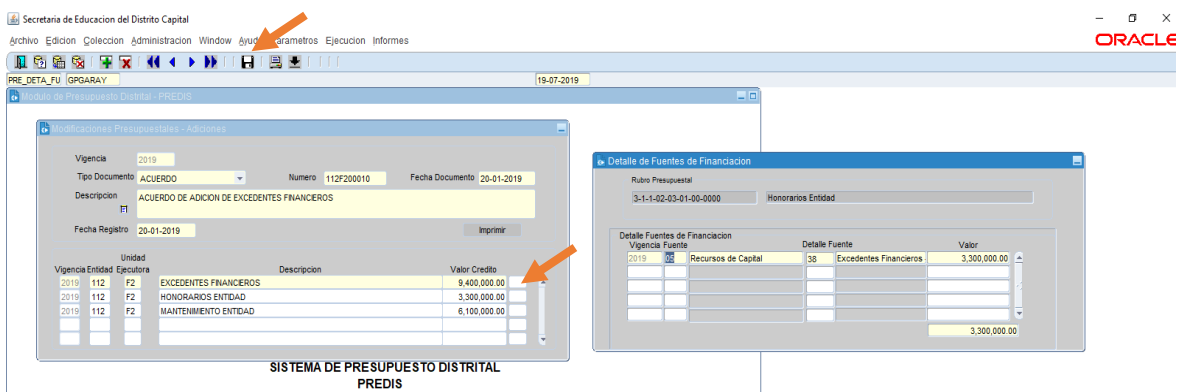 Secretaria de Educacion del Distrito Capital
Archivo Edicion Coleccion Administracion Window Ayud Parametros Ejecucion Informes
ORACLE
PRE_DETA_FU GPGARAY 19-07-2019
Modulo de Presupuesto Distrital - PREDIS
Modificaciones Presupuestales - Adiciones
Vigencia 2019
Tipo Documento ACUERDO Numero 112F200010 Fecha Documento 20-01-2019
Descripcion ACUERDO DE ADICION DE EXCEDENTES FINANCIEROS
Fecha Registro 20-01-2019 Imprimir
Unidad
Vigencia Entidad Ejecutora Descripcion Valor Credito
2019 112 F2 EXCEDENTES FINANCIEROS 9,400,000.00
2019 112 F2 HONORARIOS ENTIDAD 3,300,000.00
2019 112 F2 MANTENIMIENTO ENTIDAD 6,100,000.00
Detalle de Fuentes de Financiacion
Rubro Presupuestal
3-1-1-02-03-01-00-0000 Honorarios Entidad
Detalle Fuentes de Financiacion
Vigencia Fuente Detalle Fuente Valor
2019 05 Recursos de Capital 38 Excedentes Financieros 3,300,000.00
3,300,000.00
SISTEMA DE PRESUPUESTO DISTRITAL
PREDIS